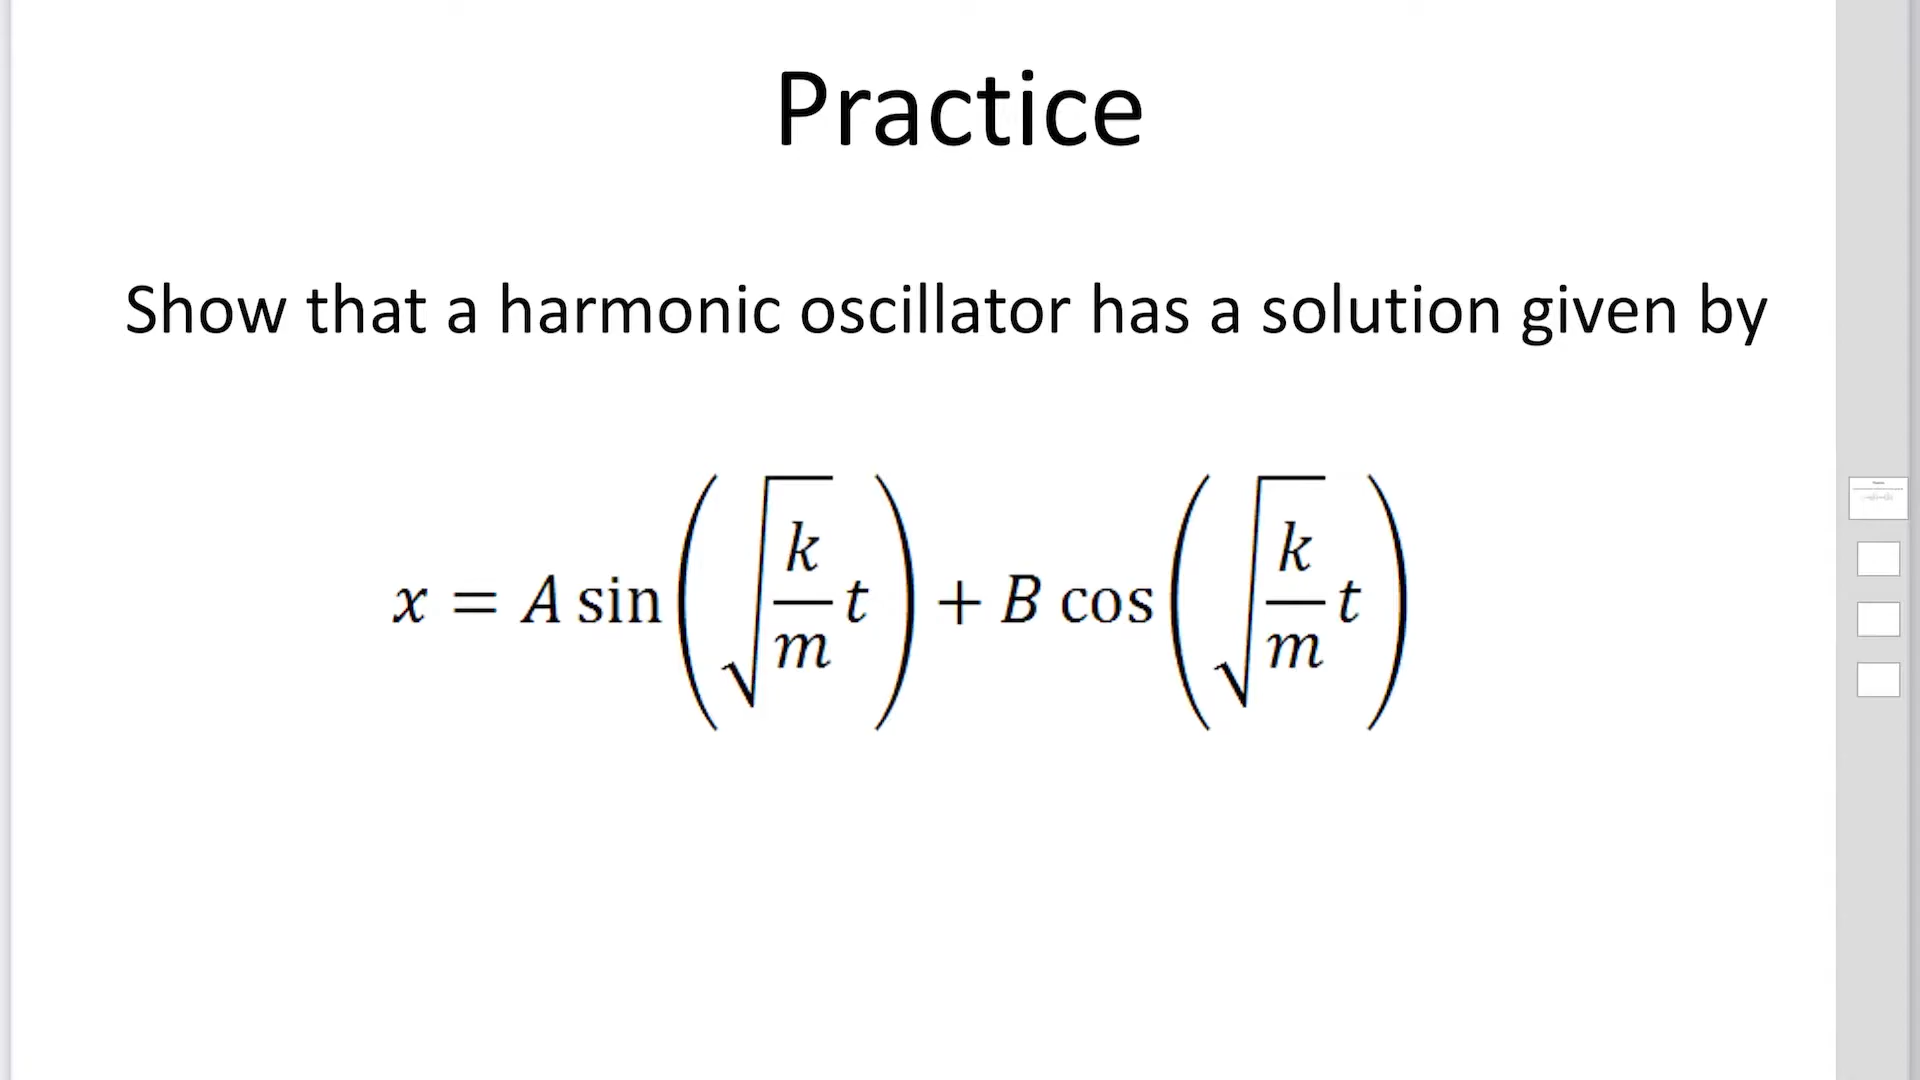 Practice
Show that a harmonic oscillator has a solution given by
x = A sin(√(k/m) t) + B cos(√(k/m) t)